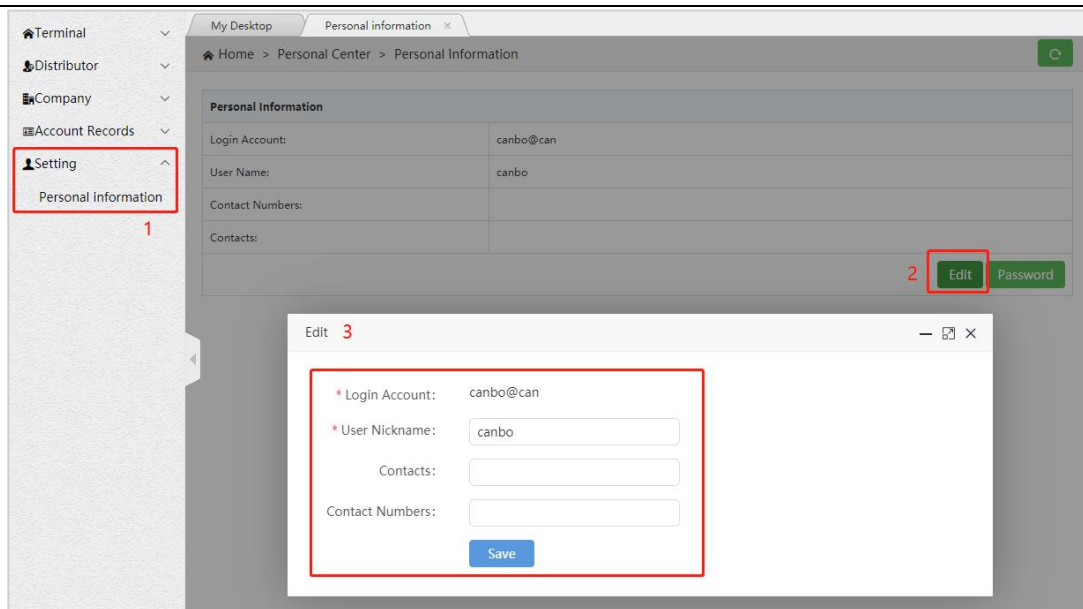 Terminal
Distributor
Company
Account Records
Setting
Personal information
1
My Desktop
Personal information ×
Home > Personal Center > Personal Information
Personal Information
Login Account: canbo@can
User Name: canbo
Contact Numbers:
Contacts:
2 Edit Password
Edit 3
* Login Account: canbo@can
* User Nickname: canbo
Contacts:
Contact Numbers:
Save